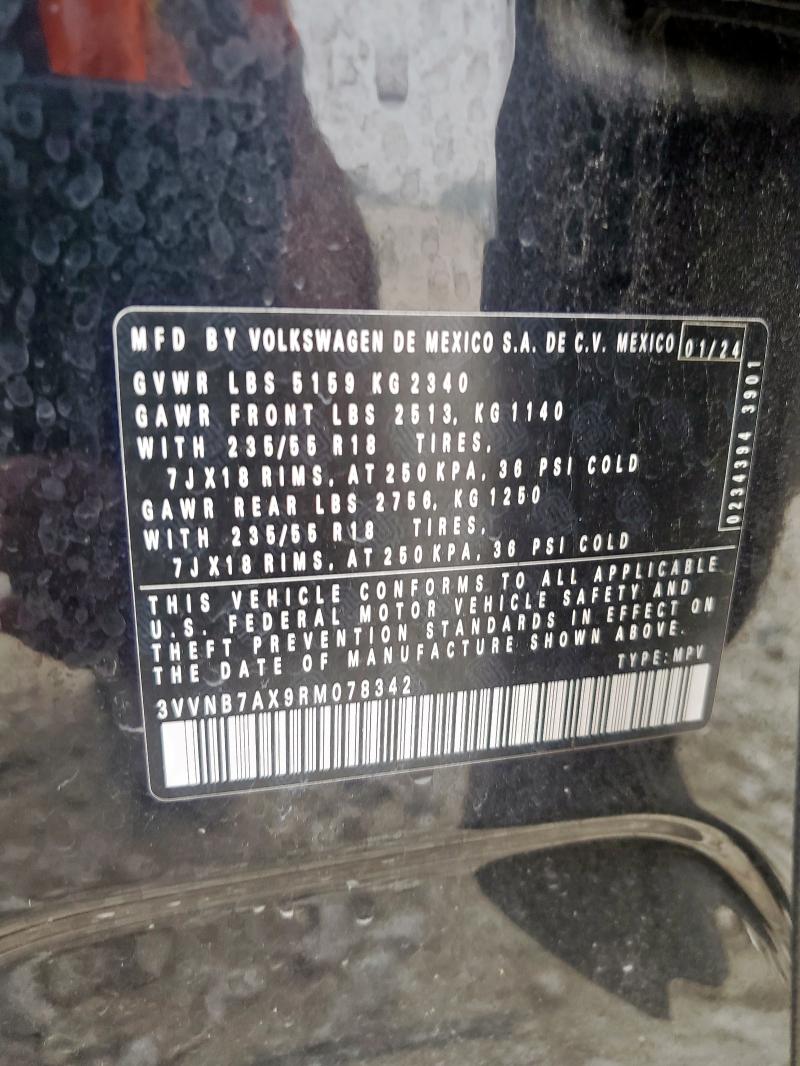 MFD BY VOLKSWAGEN DE MEXICO S.A. DE C.V. MEXICO 01/24
GVWR LBS 5159 KG 2340
GAWR FRONT LBS 2513, KG 1140
WITH 235/55 R18 TIRES,
7JX18 RIMS, AT 250 KPA, 36 PSI COLD
GAWR REAR LBS 2756, KG 1250
WITH 235/55 R18 TIRES,
7JX18 RIMS, AT 250 KPA, 36 PSI COLD
0234394 3901
THIS VEHICLE CONFORMS TO ALL APPLICABLE
U.S. FEDERAL MOTOR VEHICLE SAFETY AND
THEFT PREVENTION STANDARDS IN EFFECT ON
THE DATE OF MANUFACTURE SHOWN ABOVE.
TYPE: MPV
3VVNB7AX9RM078342